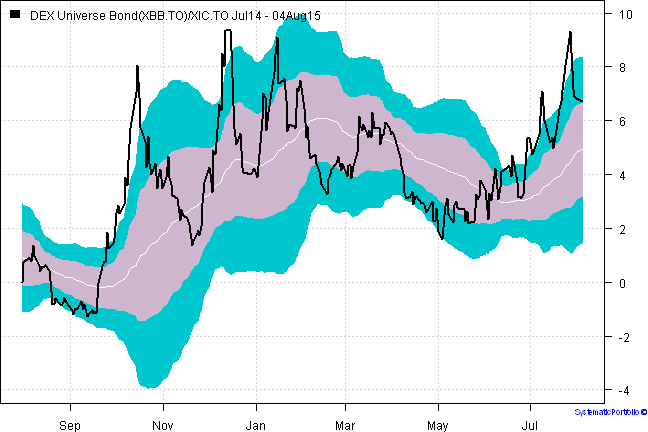 DEX Universe Bond(XBB.TO)/XIC.TO Jul14 - 04Aug15
10
8
6
4
2
0
-2
-4
SystematicPortfolio ©
Sep Nov Jan Mar May Jul